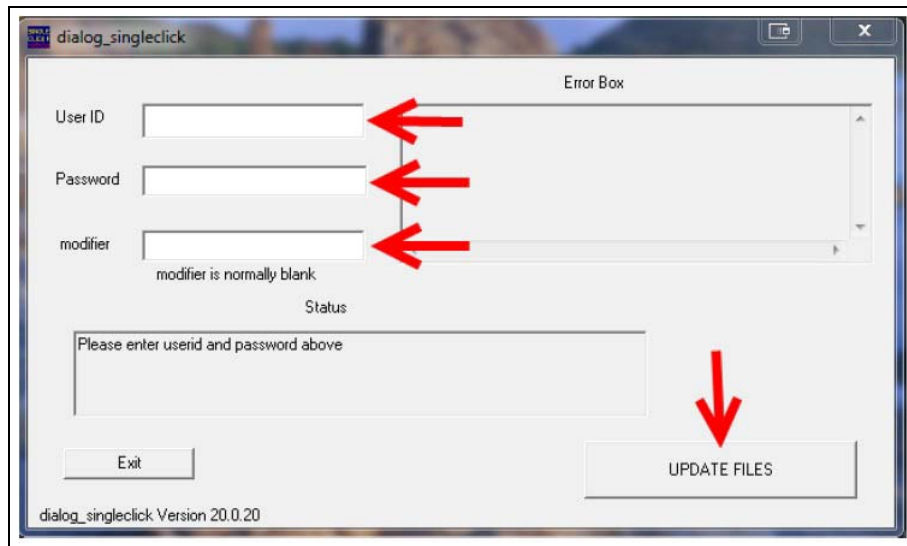 dialog_singleclick
Error Box
User ID
Password
modifier
modifier is normally blank
Status
Please enter userid and password above
Exit
UPDATE FILES
dialog_singleclick Version 20.0.20